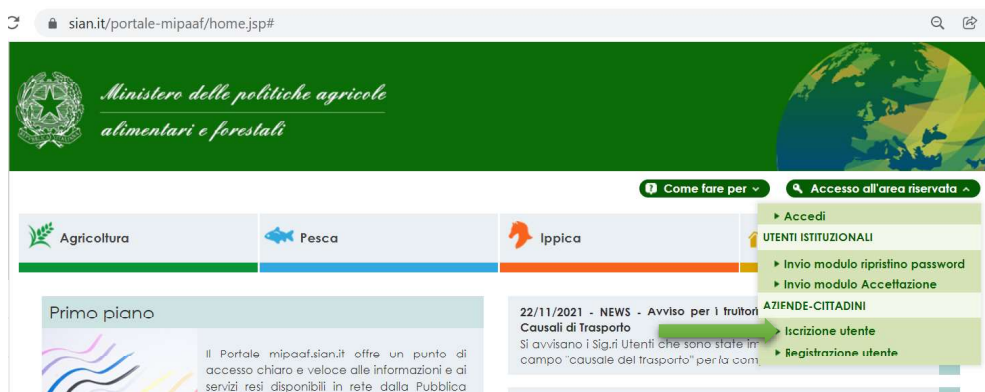 sian.it/portale-mipaaf/home.jsp#
Ministero delle politiche agricole
alimentari e forestali
Come fare per
Accesso all'area riservata
Accedi
UTENTI ISTITUZIONALI
Invio modulo ripristino password
Invio modulo Accettazione
AZIENDE-CITTADINI
Iscrizione utente
Registrazione utente
Agricoltura
Pesca
Ippica
Primo piano
Il Portale mipaaf.sian.it offre un punto di
accesso chiaro e veloce alle informazioni e ai
servizi resi disponibili in rete dalla Pubblica
22/11/2021 - NEWS - Avviso per i fruitori
Causali di Trasporto
Si avvisano i Sig.ri Utenti che sono state
campo "causale del trasporto" per la